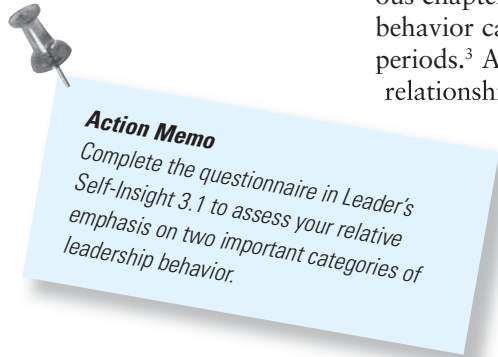 ous chapter
behavior ca
periods.³ A
relationshi
Action Memo
Complete the questionnaire in Leader’s
Self-Insight 3.1 to assess your relative
emphasis on two important categories of
leadership behavior.